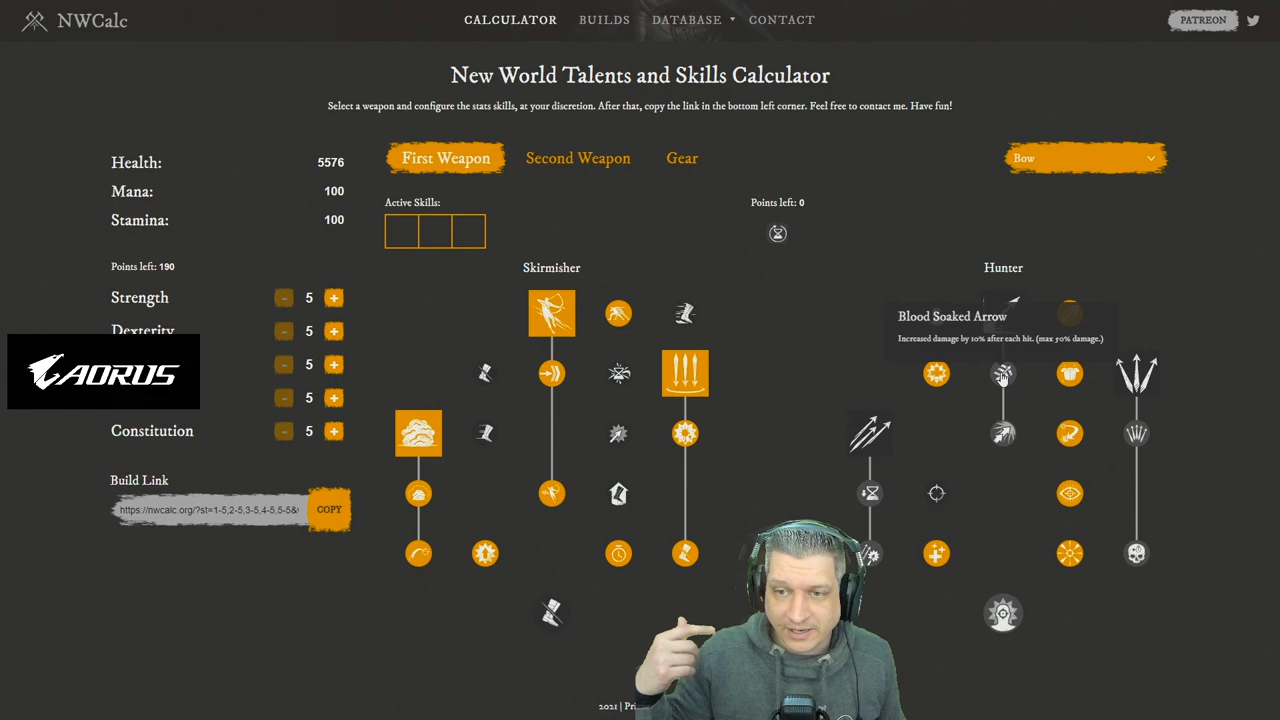 NWCalc
CALCULATOR
BUILDS
DATABASE
CONTACT
PATREON
New World Talents and Skills Calculator
Select a weapon and configure the stats skills, at your discretion. After that, copy the link in the bottom left corner. Feel free to contact me. Have fun!
Health: 5576
Mana: 100
Stamina: 100
First Weapon
Second Weapon
Gear
Bow
Active Skills:
Points left: 0
Points left: 190
Skirmisher
Hunter
Strength - 5 +
Dexterity - 5 +
AORUS
- 5 +
- 5 +
Constitution - 5 +
Blood Soaked Arrow
Increased damage by 10% after each hit. (max 50% damage.)
Build Link
https://nwcalc.org/?st=1-5,2-5,3-5,4-5,5-5&
COPY
2021 |